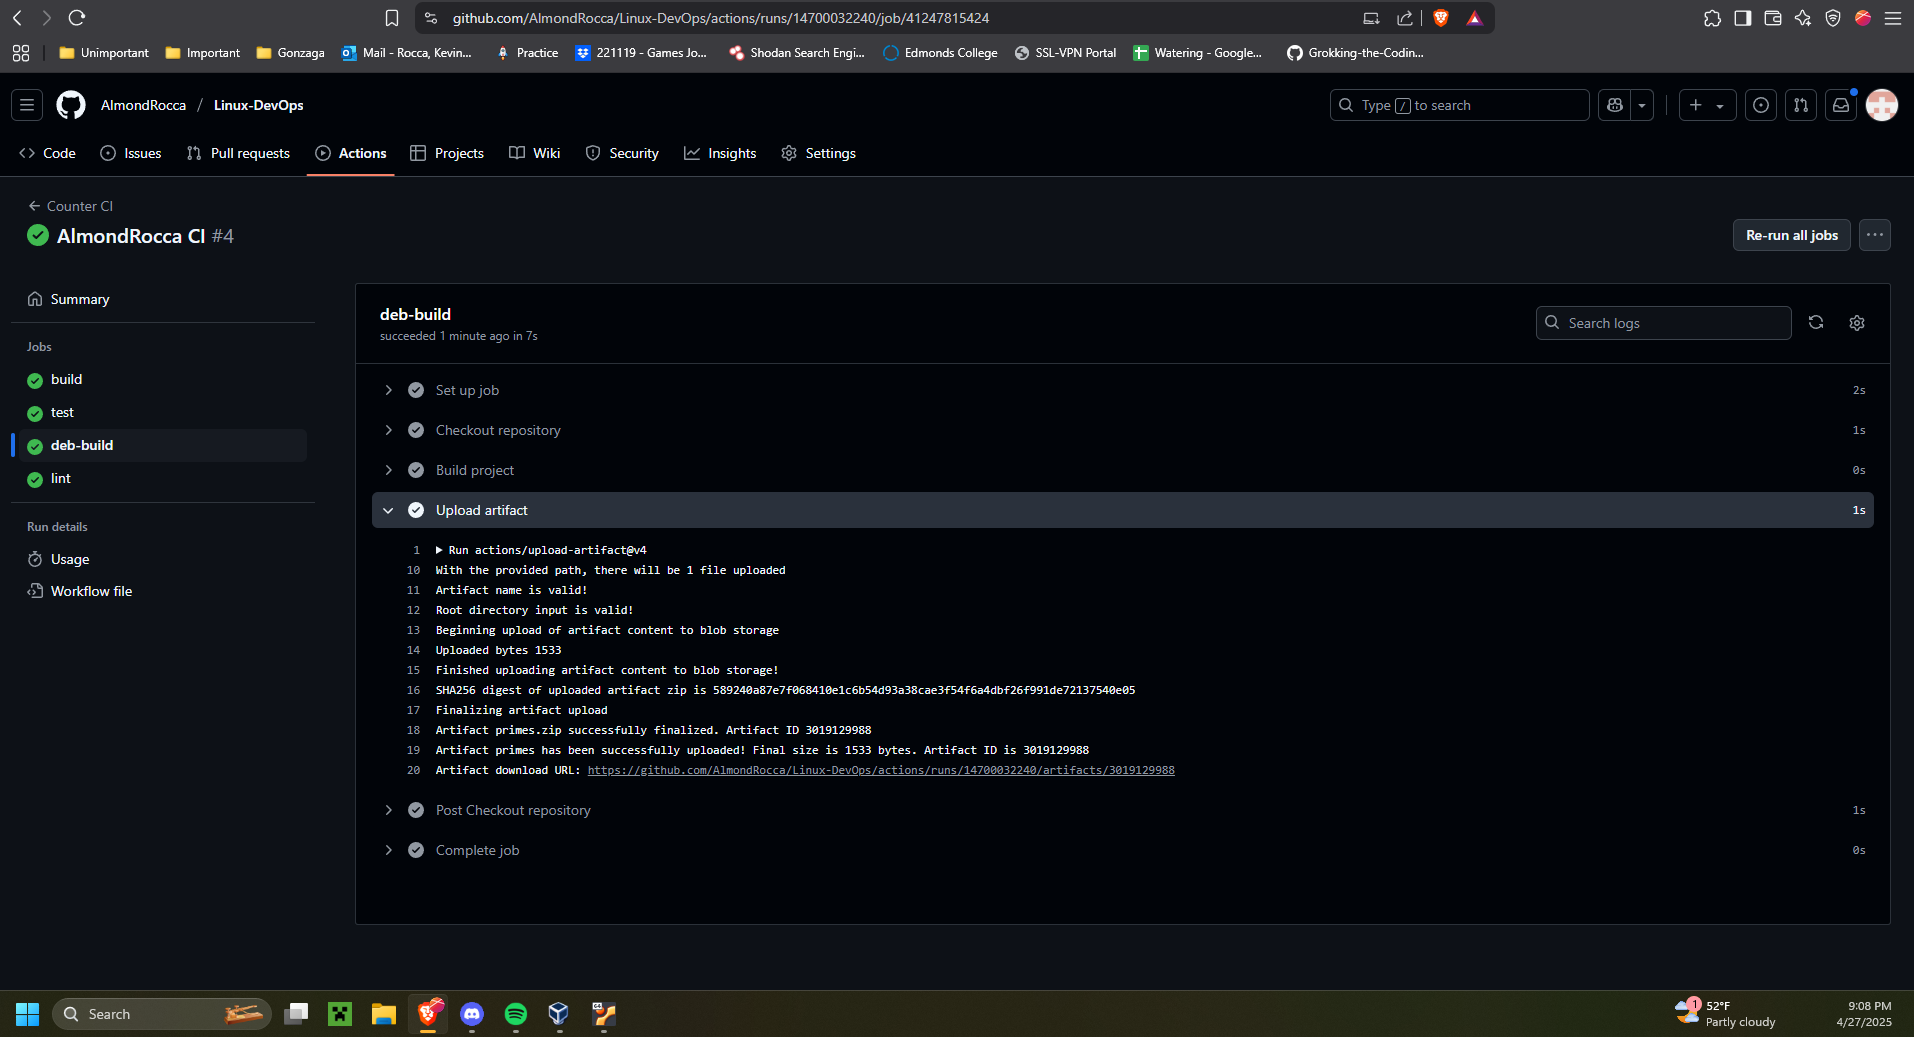 github.com/AlmondRocca/Linux-DevOps/actions/runs/14700032240/job/41247815424
Unimportant Important Gonzaga Mail - Rocca, Kevin... Practice 221119 - Games Jo... Shodan Search Engi... Edmonds College SSL-VPN Portal Watering - Google... Grokking-the-Codin...
AlmondRocca / Linux-DevOps Type / to search
Code Issues Pull requests Actions Projects Wiki Security Insights Settings
Counter CI
AlmondRocca CI #4 Re-run all jobs
Summary
Jobs
build
test
deb-build
lint
Run details
Usage
Workflow file
deb-build
succeeded 1 minute ago in 7s
Search logs
Set up job 2s
Checkout repository 1s
Build project 0s
Upload artifact 1s
1 Run actions/upload-artifact@v4
10 With the provided path, there will be 1 file uploaded
11 Artifact name is valid!
12 Root directory input is valid!
13 Beginning upload of artifact content to blob storage
14 Uploaded bytes 1533
15 Finished uploading artifact content to blob storage!
16 SHA256 digest of uploaded artifact zip is 589240a87e7f068410e1c6b54d93a38cae3f54f6a4dbf26f991de72137540e05
17 Finalizing artifact upload
18 Artifact primes.zip successfully finalized. Artifact ID 3019129988
19 Artifact primes has been successfully uploaded! Final size is 1533 bytes. Artifact ID is 3019129988
20 Artifact download URL: https://github.com/AlmondRocca/Linux-DevOps/actions/runs/14700032240/artifacts/3019129988
Post Checkout repository 1s
Complete job 0s
Search
1
52°F
Partly cloudy
9:08 PM
4/27/2025